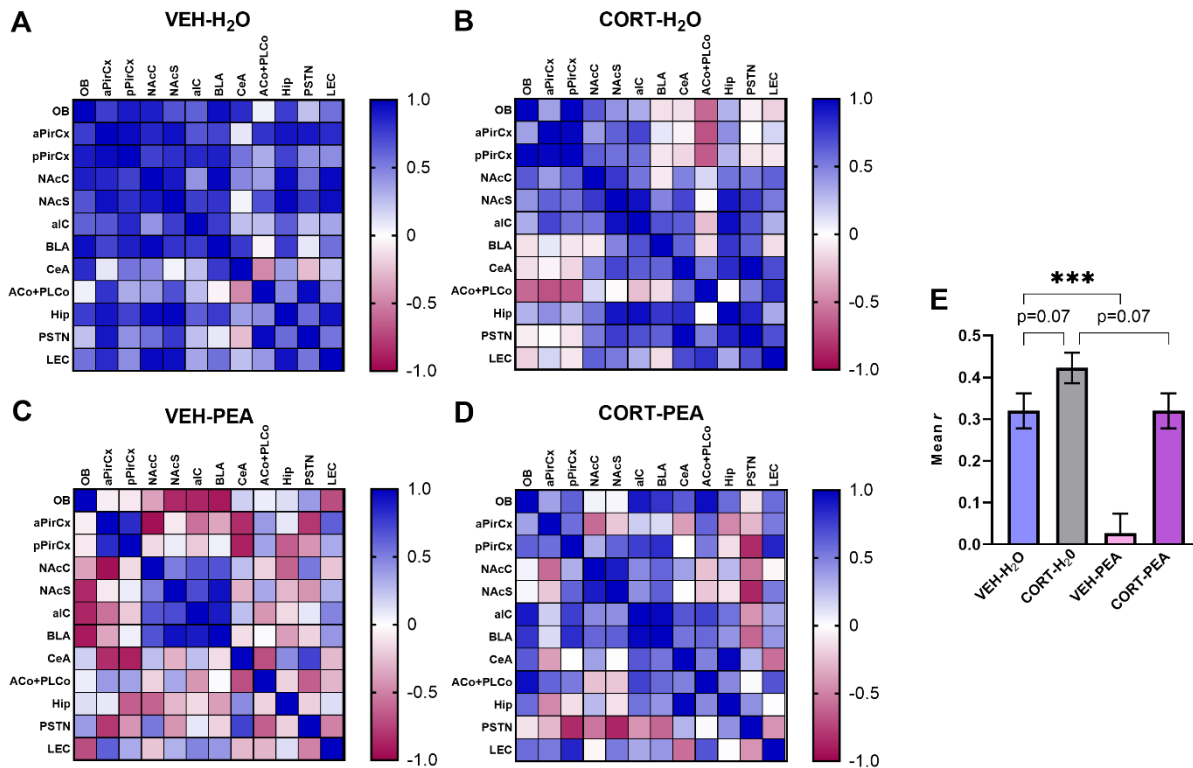 A
VEH-H₂O
OB aPirCx pPirCx NAcC NAcS aIC BLA CeA ACo+PLCo Hip PSTN LEC
OB
aPirCx
pPirCx
NAcC
NAcS
aIC
BLA
CeA
ACo+PLCo
Hip
PSTN
LEC
1.0
0.5
0
-0.5
-1.0
B
CORT-H₂O
OB aPirCx pPirCx NAcC NAcS aIC BLA CeA ACo+PLCo Hip PSTN LEC
OB
aPirCx
pPirCx
NAcC
NAcS
aIC
BLA
CeA
ACo+PLCo
Hip
PSTN
LEC
1.0
0.5
0
-0.5
-1.0
C
VEH-PEA
OB aPirCx pPirCx NAcC NAcS aIC BLA CeA ACo+PLCo Hip PSTN LEC
OB
aPirCx
pPirCx
NAcC
NAcS
aIC
BLA
CeA
ACo+PLCo
Hip
PSTN
LEC
1.0
0.5
0
-0.5
-1.0
D
CORT-PEA
OB aPirCx pPirCx NAcC NAcS aIC BLA CeA ACo+PLCo Hip PSTN LEC
OB
aPirCx
pPirCx
NAcC
NAcS
aIC
BLA
CeA
ACo+PLCo
Hip
PSTN
LEC
1.0
0.5
0
-0.5
-1.0
E
***
p=0.07 p=0.07
Mean r
0.5
0.4
0.3
0.2
0.1
0.0
VEH-H₂O CORT-H₂0 VEH-PEA CORT-PEA